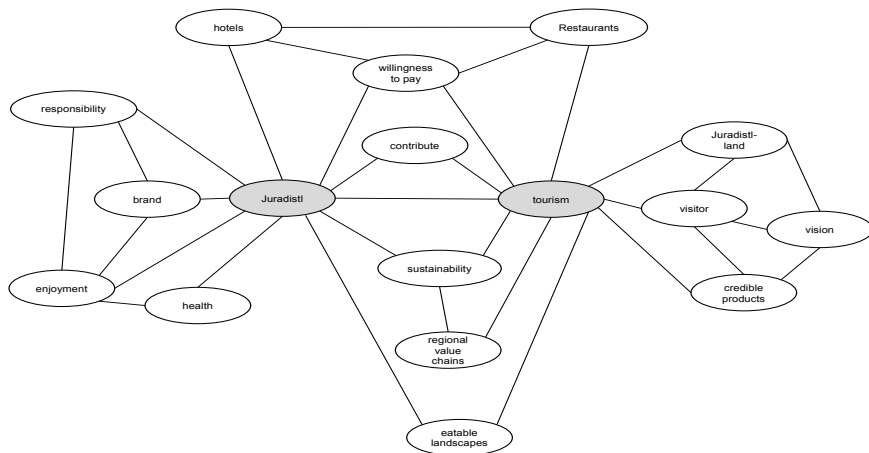 hotels
Restaurants
willingness
to pay
responsibility
contribute
Juradistl-
land
brand
Juradistl
tourism
visitor
vision
sustainability
enjoyment
health
credible
products
regional
value
chains
eatable
landscapes